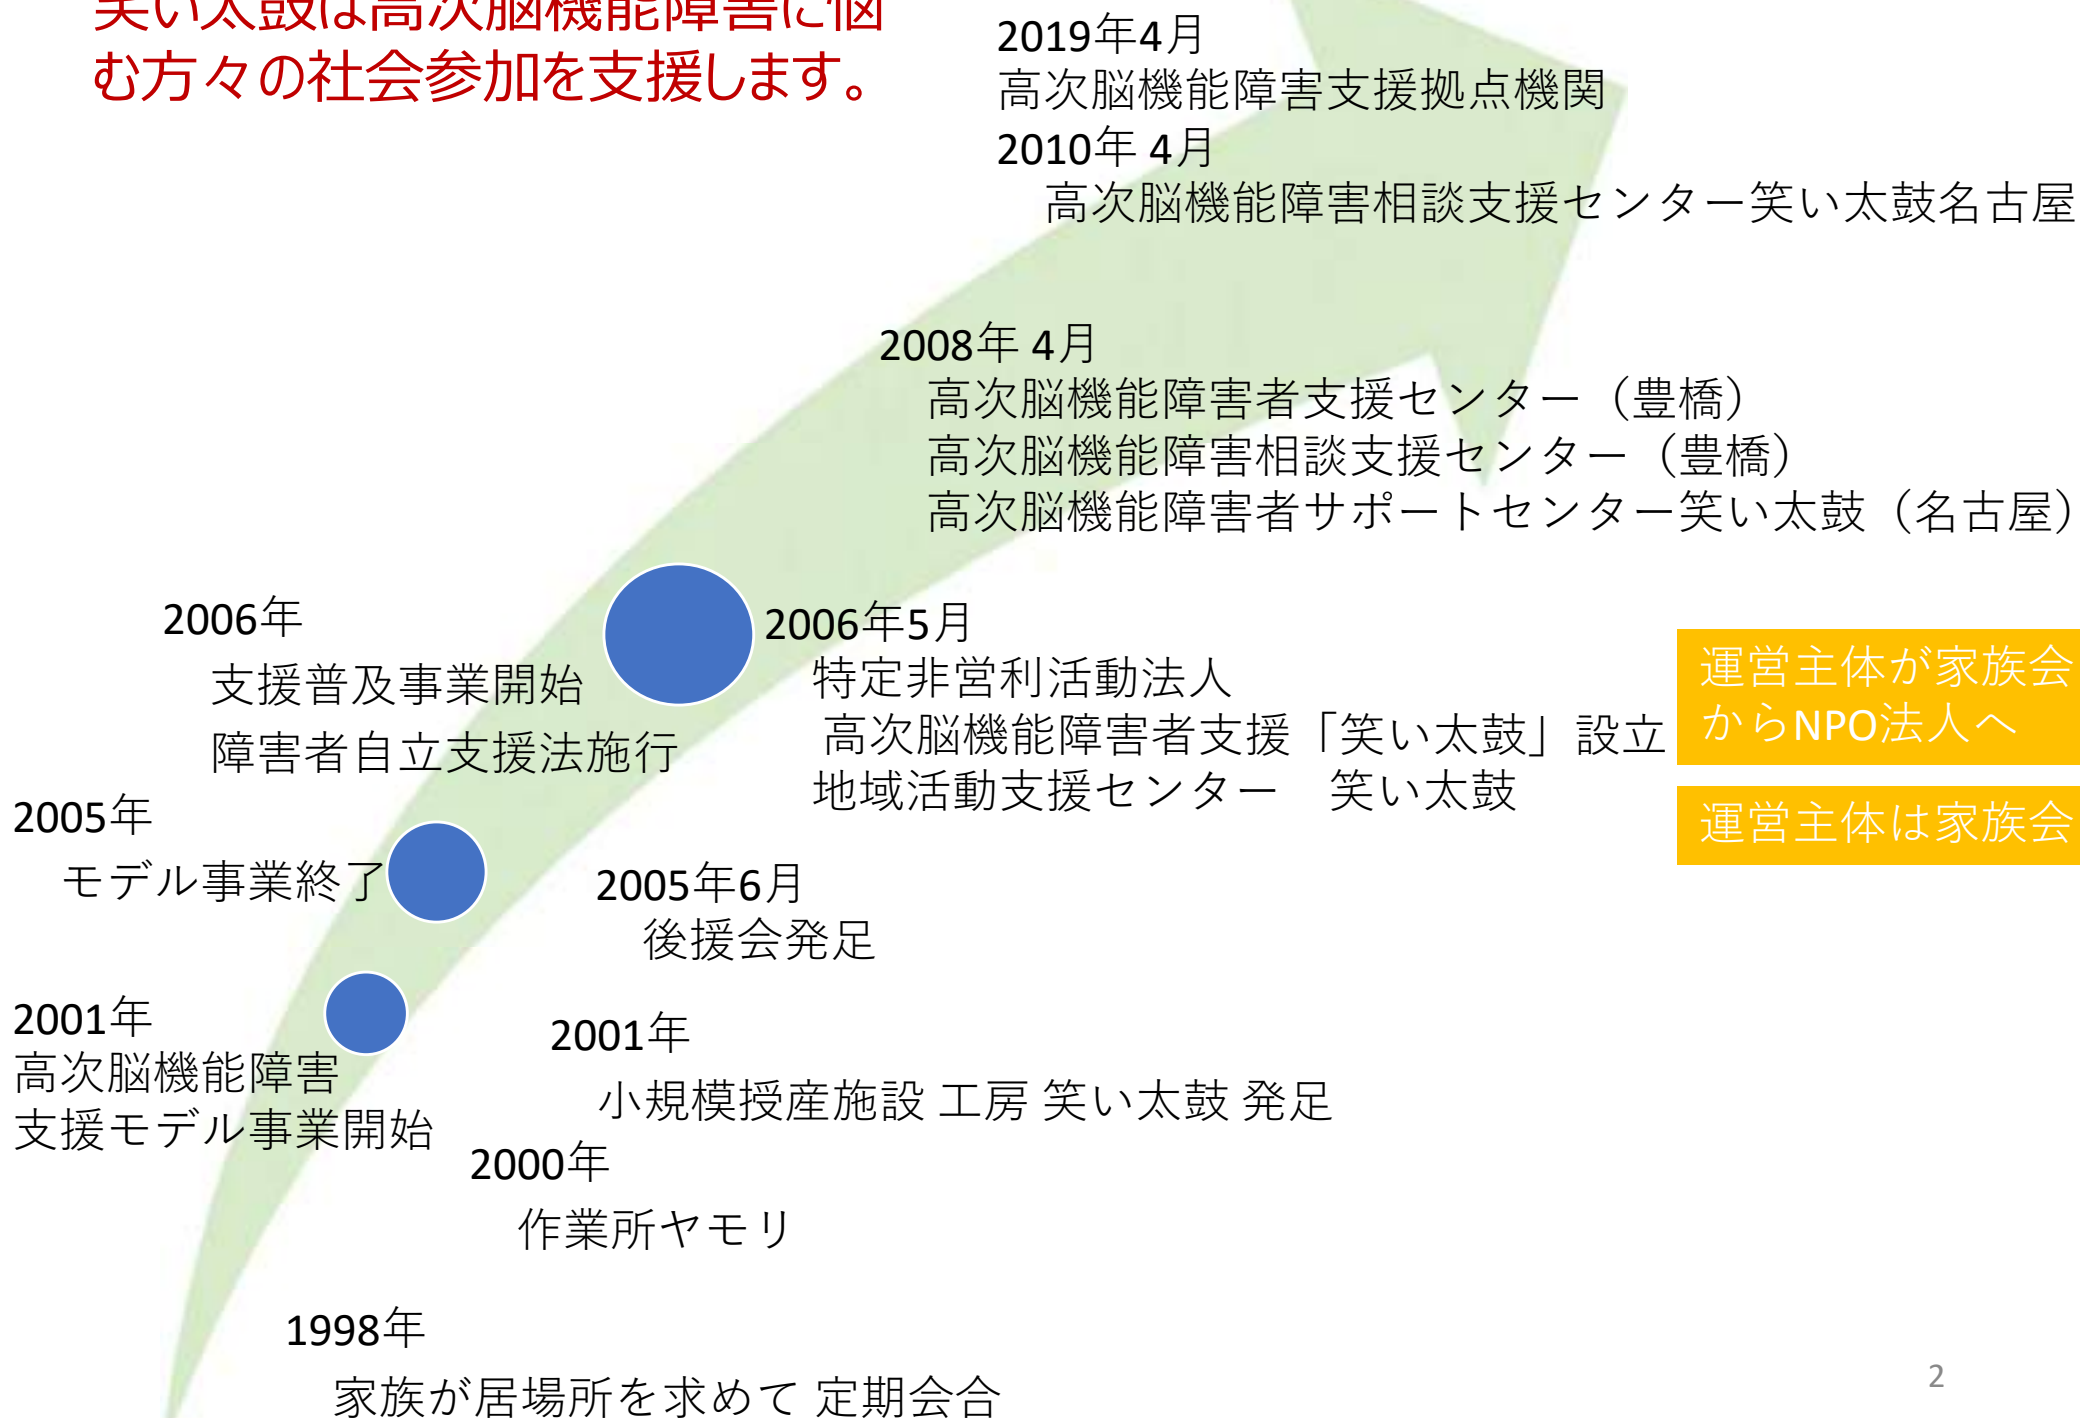 笑い太鼓は高次脳機能障害に悩
む方々の社会参加を支援します。
2019年4月
高次脳機能障害支援拠点機関
2010年 4月
高次脳機能障害相談支援センター笑い太鼓名古屋
2008年 4月
高次脳機能障害者支援センター（豊橋）
高次脳機能障害相談支援センター（豊橋）
高次脳機能障害者サポートセンター笑い太鼓（名古屋）
2006年
支援普及事業開始
障害者自立支援法施行
2006年5月
特定非営利活動法人
高次脳機能障害者支援「笑い太鼓」設立
地域活動支援センター　笑い太鼓
運営主体が家族会
からNPO法人へ
運営主体は家族会
2005年
モデル事業終了
2005年6月
後援会発足
2001年
高次脳機能障害
支援モデル事業開始
2001年
小規模授産施設 工房 笑い太鼓 発足
2000年
作業所ヤモリ
1998年
家族が居場所を求めて 定期会合
2